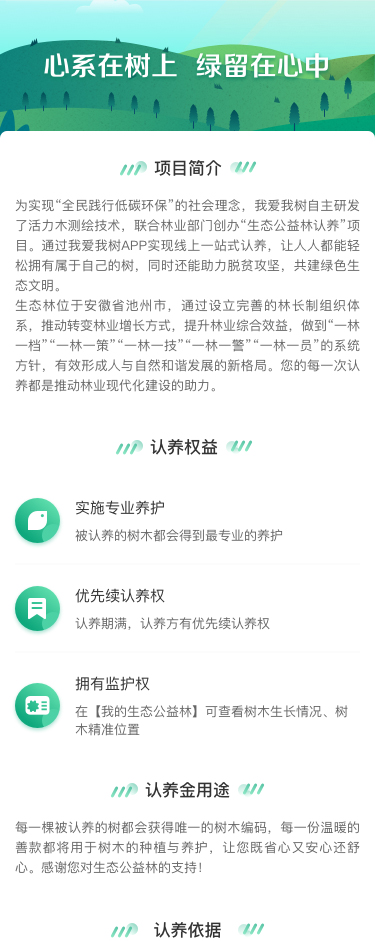 心系在树上 绿留在心中
项目简介
为实现“全民践行低碳环保”的社会理念，我爱我树自主研发
了活力木测绘技术，联合林业部门创办“生态公益林认养”项
目。通过我爱我树APP实现线上一站式认养，让人人都能轻
松拥有属于自己的树，同时还能助力脱贫攻坚，共建绿色生
态文明。
生态林位于安徽省池州市，通过设立完善的林长制组织体
系，推动转变林业增长方式，提升林业综合效益，做到“一林
一档”“一林一策”“一林一技”“一林一警”“一林一员”的系统
方针，有效形成人与自然和谐发展的新格局。您的每一次认
养都是推动林业现代化建设的助力。
认养权益
实施专业养护
被认养的树木都会得到最专业的养护
优先续认养权
认养期满，认养方有优先续认养权
拥有监护权
在【我的生态公益林】可查看树木生长情况、树
木精准位置
认养金用途
每一棵被认养的树都会获得唯一的树木编码，每一份温暖的
善款都将用于树木的种植与养护，让您既省心又安心还舒
心。感谢您对生态公益林的支持！
认养依据